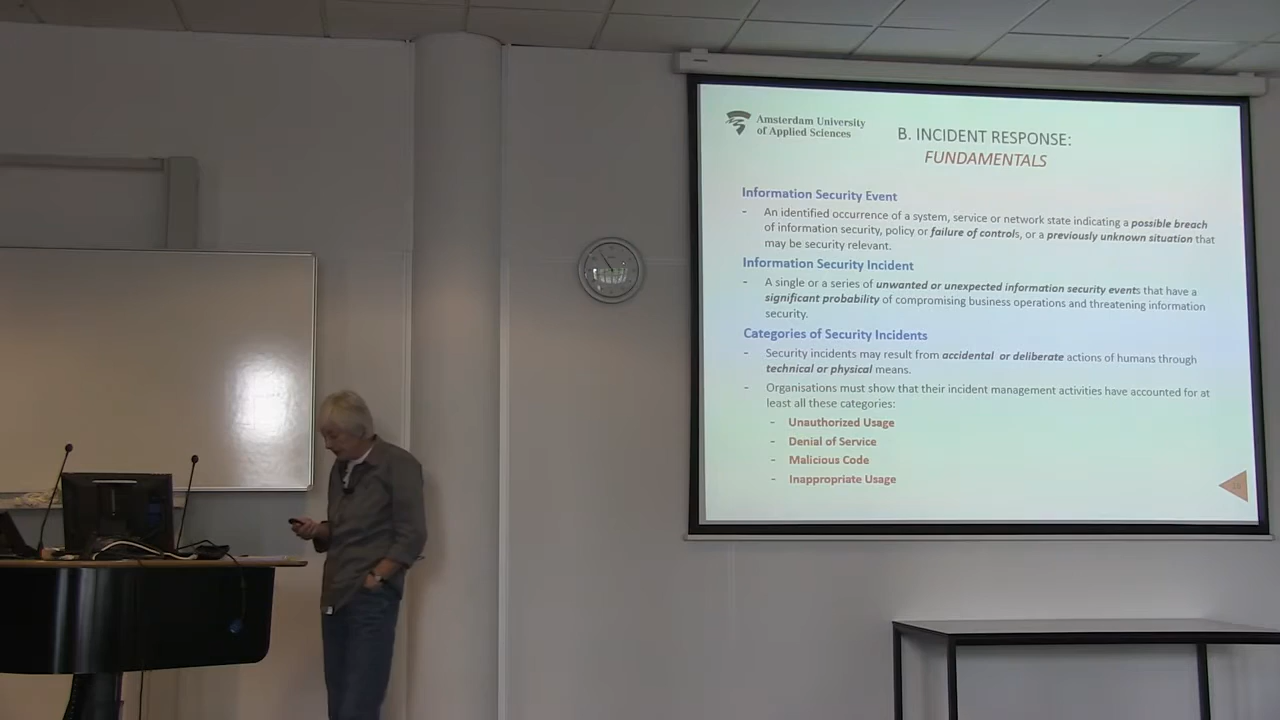 Amsterdam University
of Applied Sciences
B. INCIDENT RESPONSE:
FUNDAMENTALS
Information Security Event
- An identified occurrence of a system, service or network state indicating a possible breach
of information security, policy or failure of controls, or a previously unknown situation that
may be security relevant.
Information Security Incident
- A single or a series of unwanted or unexpected information security events that have a
significant probability of compromising business operations and threatening information
security.
Categories of Security Incidents
- Security incidents may result from accidental or deliberate actions of humans through
technical or physical means.
- Organisations must show that their incident management activities have accounted for at
least all these categories:
- Unauthorized Usage
- Denial of Service
- Malicious Code
- Inappropriate Usage